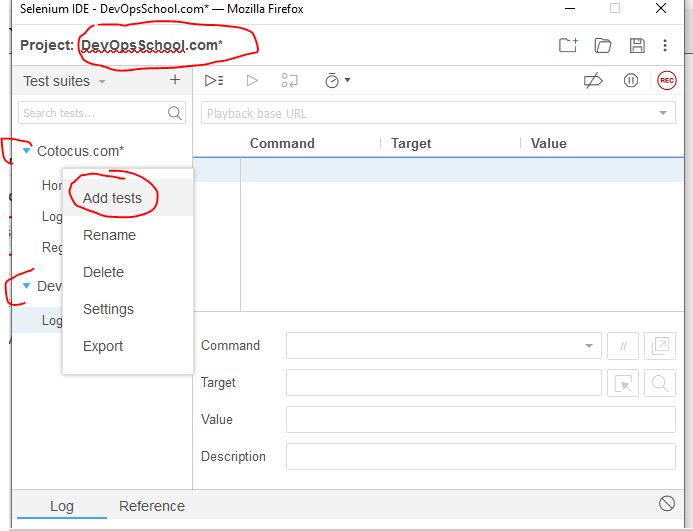 Selenium IDE - DevOpsSchool.com* — Mozilla Firefox
Project: DevOpsSchool.com*
Test suites
REC
Search tests...
Playback base URL
Command Target Value
Cotocus.com*
Add tests
Rename
Delete
Settings
Export
Hor
Log
Reg
Dev
Log
Command
//
Target
Value
Description
Log Reference